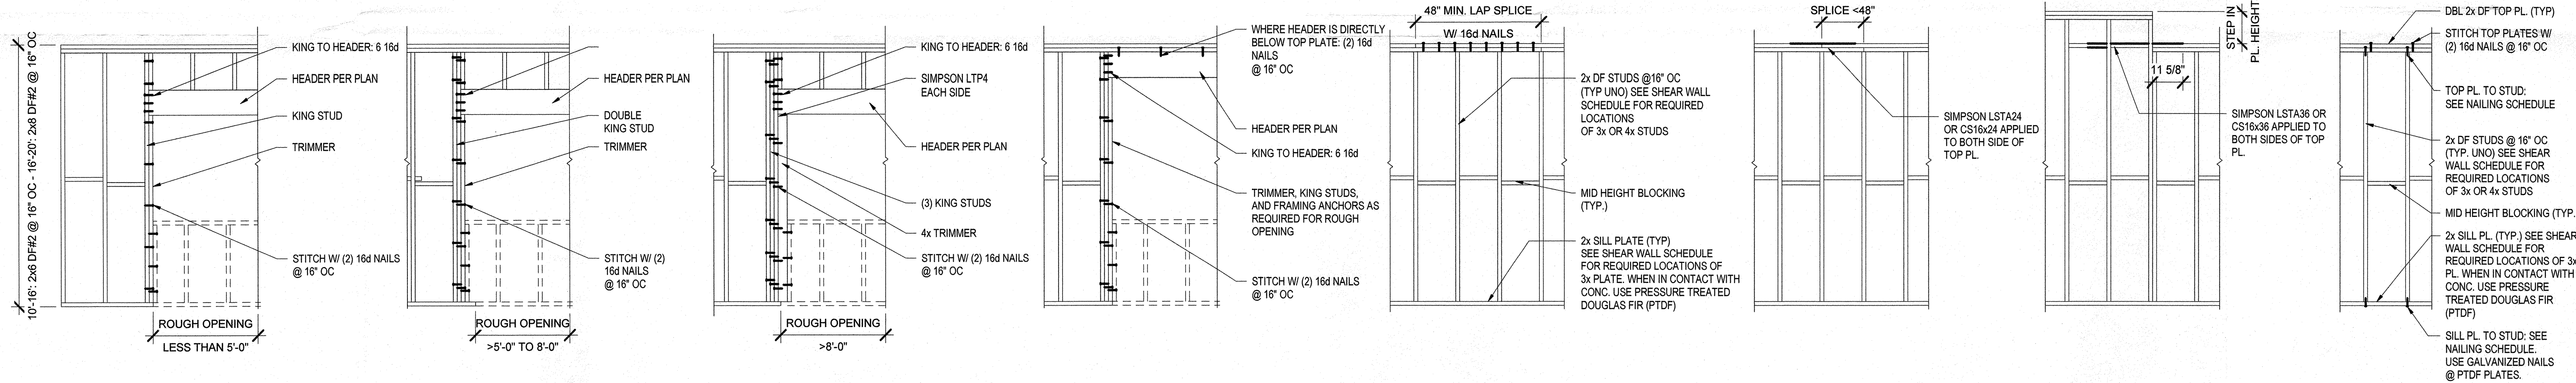 10'-16': 2x6 DF#2 @ 16" OC - 16'-20': 2x8 DF#2 @ 16" OC
KING TO HEADER: 6 16d
HEADER PER PLAN
KING STUD
TRIMMER
STITCH W/ (2) 16d NAILS
@ 16" OC
ROUGH OPENING
LESS THAN 5'-0"
HEADER PER PLAN
DOUBLE
KING STUD
TRIMMER
STITCH W/ (2)
16d NAILS
@ 16" OC
ROUGH OPENING
>5'-0" TO 8'-0"
KING TO HEADER: 6 16d
SIMPSON LTP4
EACH SIDE
HEADER PER PLAN
(3) KING STUDS
4x TRIMMER
STITCH W/ (2) 16d NAILS
@ 16" OC
ROUGH OPENING
>8'-0"
WHERE HEADER IS DIRECTLY
BELOW TOP PLATE: (2) 16d
NAILS
@ 16" OC
HEADER PER PLAN
KING TO HEADER: 6 16d
TRIMMER, KING STUDS,
AND FRAMING ANCHORS AS
REQUIRED FOR ROUGH
OPENING
STITCH W/ (2) 16d NAILS
@ 16" OC
48" MIN. LAP SPLICE
W/ 16d NAILS
2x DF STUDS @16" OC
(TYP UNO) SEE SHEAR WALL
SCHEDULE FOR REQUIRED
LOCATIONS
OF 3x OR 4x STUDS
MID HEIGHT BLOCKING
(TYP.)
2x SILL PLATE (TYP)
SEE SHEAR WALL SCHEDULE
FOR REQUIRED LOCATIONS OF
3x PLATE. WHEN IN CONTACT WITH
CONC. USE PRESSURE TREATED
DOUGLAS FIR (PTDF)
SPLICE <48"
SIMPSON LSTA24
OR CS16x24 APPLIED
TO BOTH SIDE OF
TOP PL.
STEP IN
PL. HEIGHT
11 5/8"
SIMPSON LSTA36 OR
CS16x36 APPLIED TO
BOTH SIDES OF TOP
PL.
DBL 2x DF TOP PL. (TYP)
STITCH TOP PLATES W/
(2) 16d NAILS @ 16" OC
TOP PL. TO STUD:
SEE NAILING SCHEDULE
2x DF STUDS @ 16" OC
(TYP. UNO) SEE SHEAR
WALL SCHEDULE FOR
REQUIRED LOCATIONS
OF 3x OR 4x STUDS
MID HEIGHT BLOCKING (TYP.
2x SILL PL. (TYP.) SEE SHEAR
WALL SCHEDULE FOR
REQUIRED LOCATIONS OF 3x
PL. WHEN IN CONTACT WITH
CONC. USE PRESSURE
TREATED DOUGLAS FIR
(PTDF)
SILL PL. TO STUD: SEE
NAILING SCHEDULE.
USE GALVANIZED NAILS
@ PTDF PLATES.